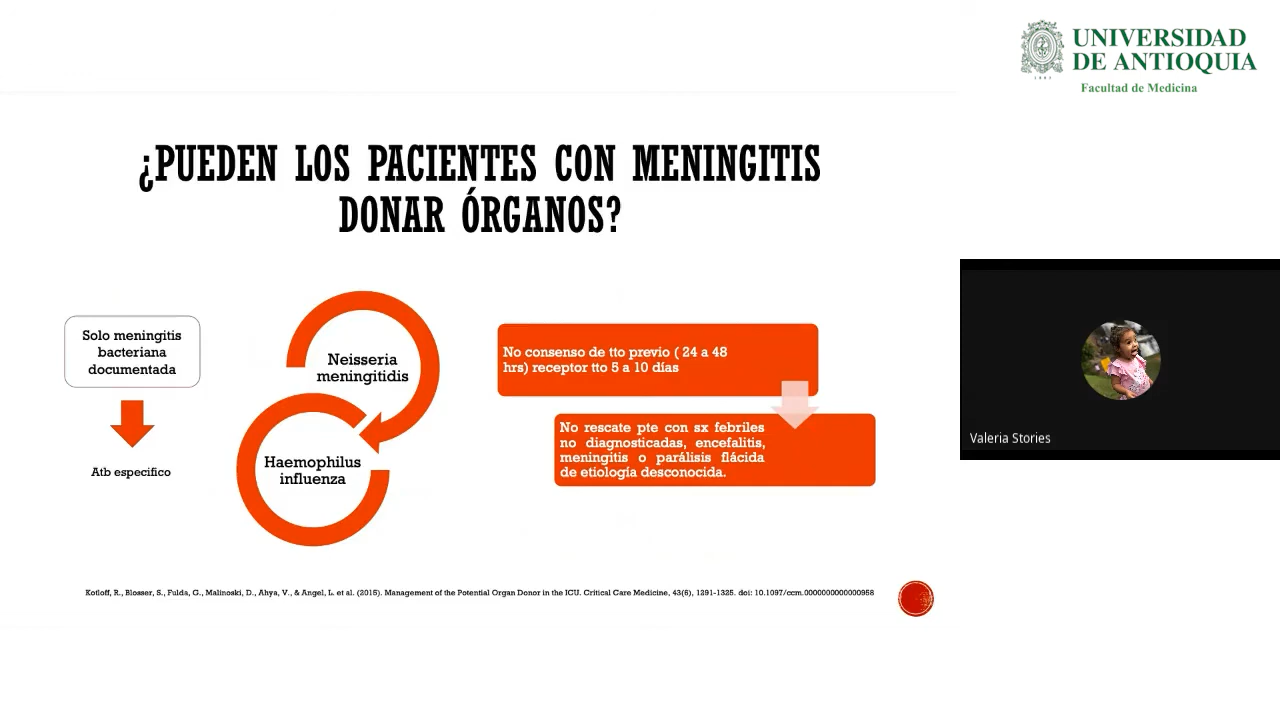 UNIVERSIDAD
DE ANTIOQUIA
1803
Facultad de Medicina
¿PUEDEN LOS PACIENTES CON MENINGITIS
DONAR ÓRGANOS?
Solo meningitis
bacteriana
documentada
Atb especifico
Neisseria
meningitidis
Haemophilus
influenza
No consenso de tto previo ( 24 a 48
hrs) receptor tto 5 a 10 días
No rescate pte con sx febriles
no diagnosticadas, encefalitis,
meningitis o parálisis flácida
de etiología desconocida.
Valeria Stories
Kotloff, R., Blosser, S., Fulda, G., Malinoski, D., Ahya, V., & Angel, L. et al. (2015). Management of the Potential Organ Donor in the ICU. Critical Care Medicine, 43(6), 1291-1325. doi: 10.1097/ccm.0000000000000958